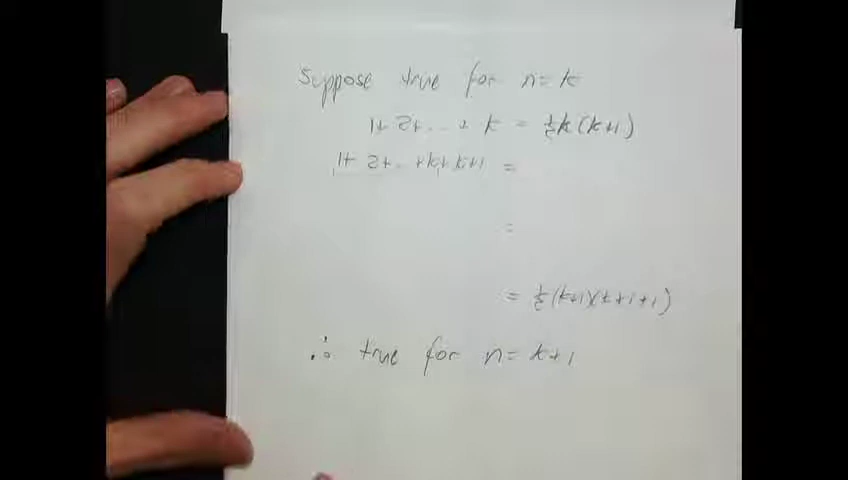 Suppose true for n = k
1 + 2 + ... + k = ½k(k+1)
1 + 2 + ... + k + k+1 =
=
= ½(k+1)(k+1+1)
∴ true for n = k+1